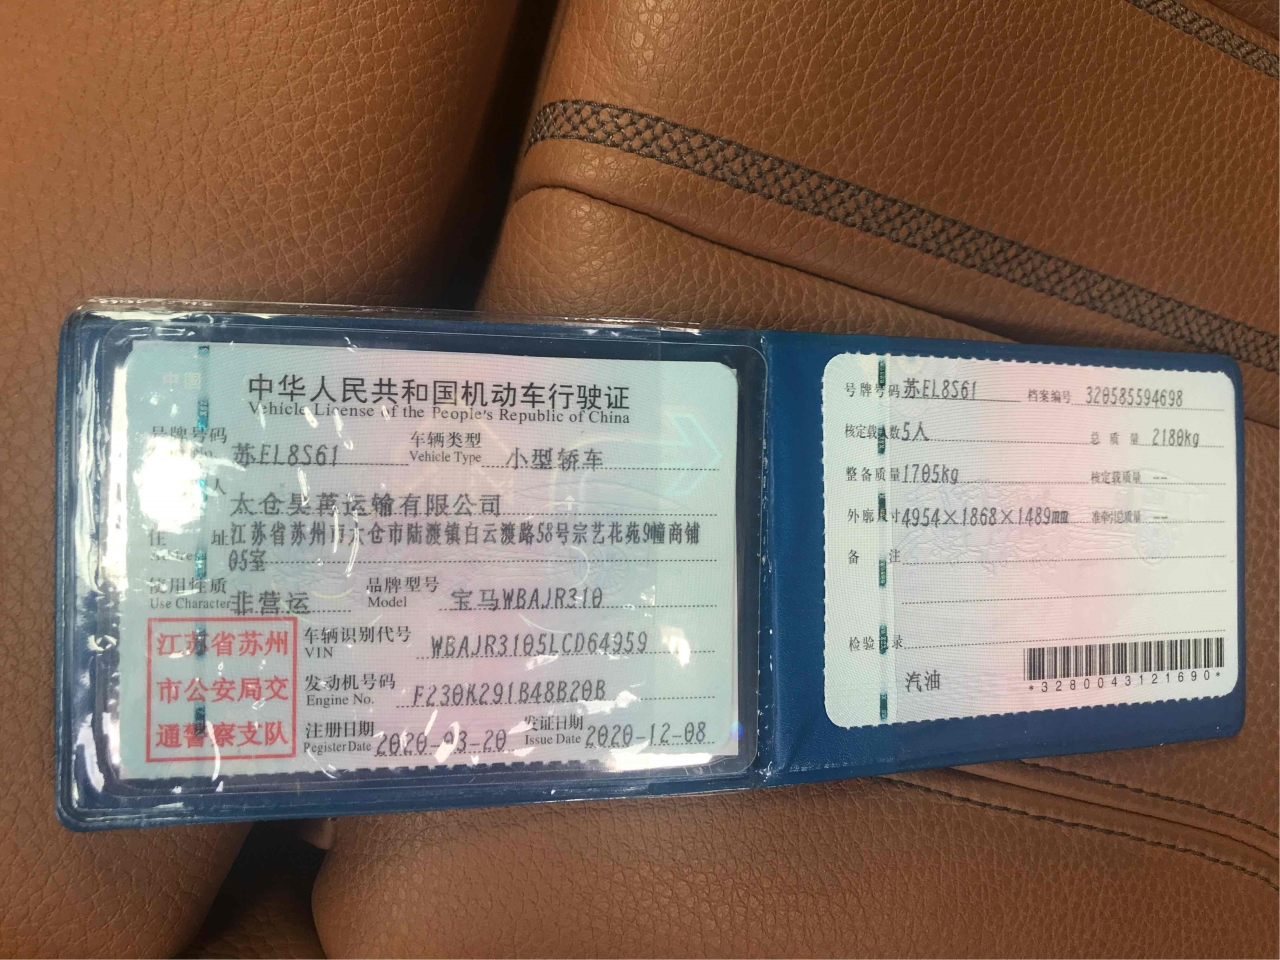 中华人民共和国机动车行驶证
Vehicle License of the People's Republic of China
号牌号码 苏EL8S61 车辆类型 小型轿车
No. Vehicle Type
人 太仓昊苒运输有限公司
住 址 江苏省苏州市太仓市陆渡镇白云渡路58号宗艺花苑9幢商铺
05室
使用性质 非营运 品牌型号 宝马WBAJR310
Use Character Model
江苏省苏州
市公安局交
通警察支队
车辆识别代号 WBAJR3105LCD64959
VIN
发动机号码 F230K291B48B20B
Engine No.
注册日期 2020-03-20 发证日期 2020-12-08
Register Date Issue Date
号牌号码 苏EL8S61 档案编号 320585594698
核定载人数 5人 总质量 2180kg
整备质量 1705kg 核定载质量 --
外廓尺寸 4954×1868×1489mm 准牵引总质量 --
备 注
检验记录
汽油
*3280043121690*